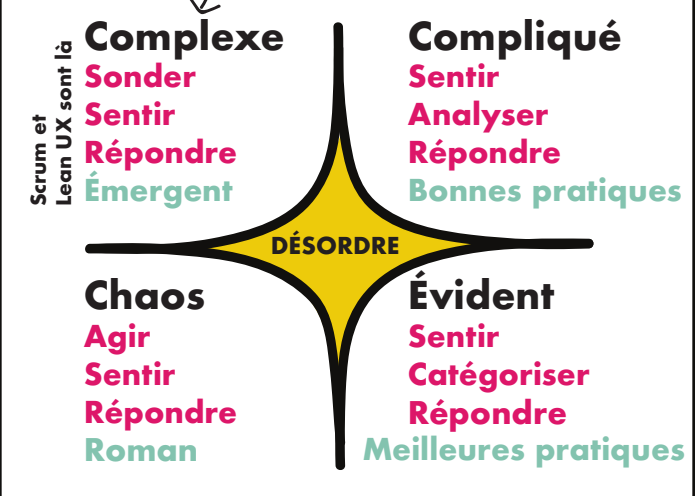 Scrum et
Lean UX sont là
Complexe
Sonder
Sentir
Répondre
Émergent
Compliqué
Sentir
Analyser
Répondre
Bonnes pratiques
DÉSORDRE
Chaos
Agir
Sentir
Répondre
Roman
Évident
Sentir
Catégoriser
Répondre
Meilleures pratiques